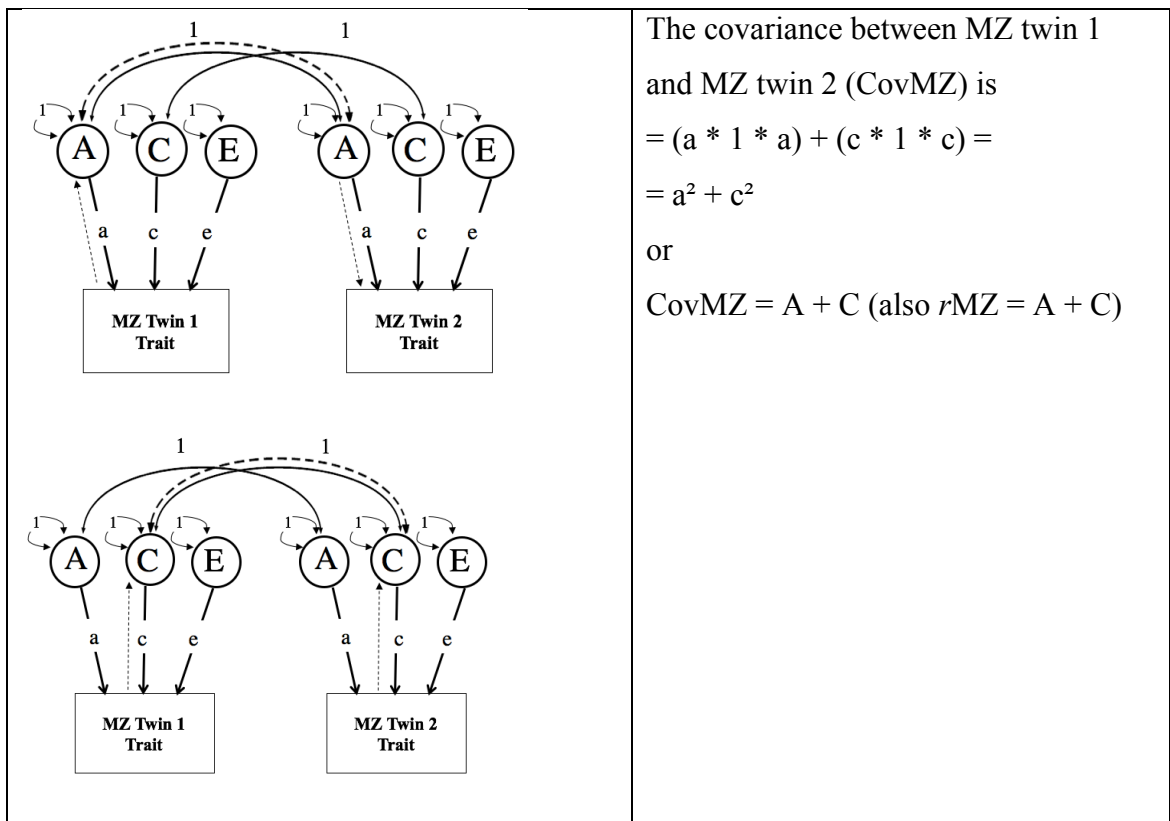 1 1
1 1 1 1 1 1
A C E A C E
a c e a c e
MZ Twin 1 MZ Twin 2
Trait Trait
1 1
1 1 1 1 1 1
A C E A C E
a c e a c e
MZ Twin 1 MZ Twin 2
Trait Trait
The covariance between MZ twin 1
and MZ twin 2 (CovMZ) is
= (a * 1 * a) + (c * 1 * c) =
= a² + c²
or
CovMZ = A + C (also rMZ = A + C)